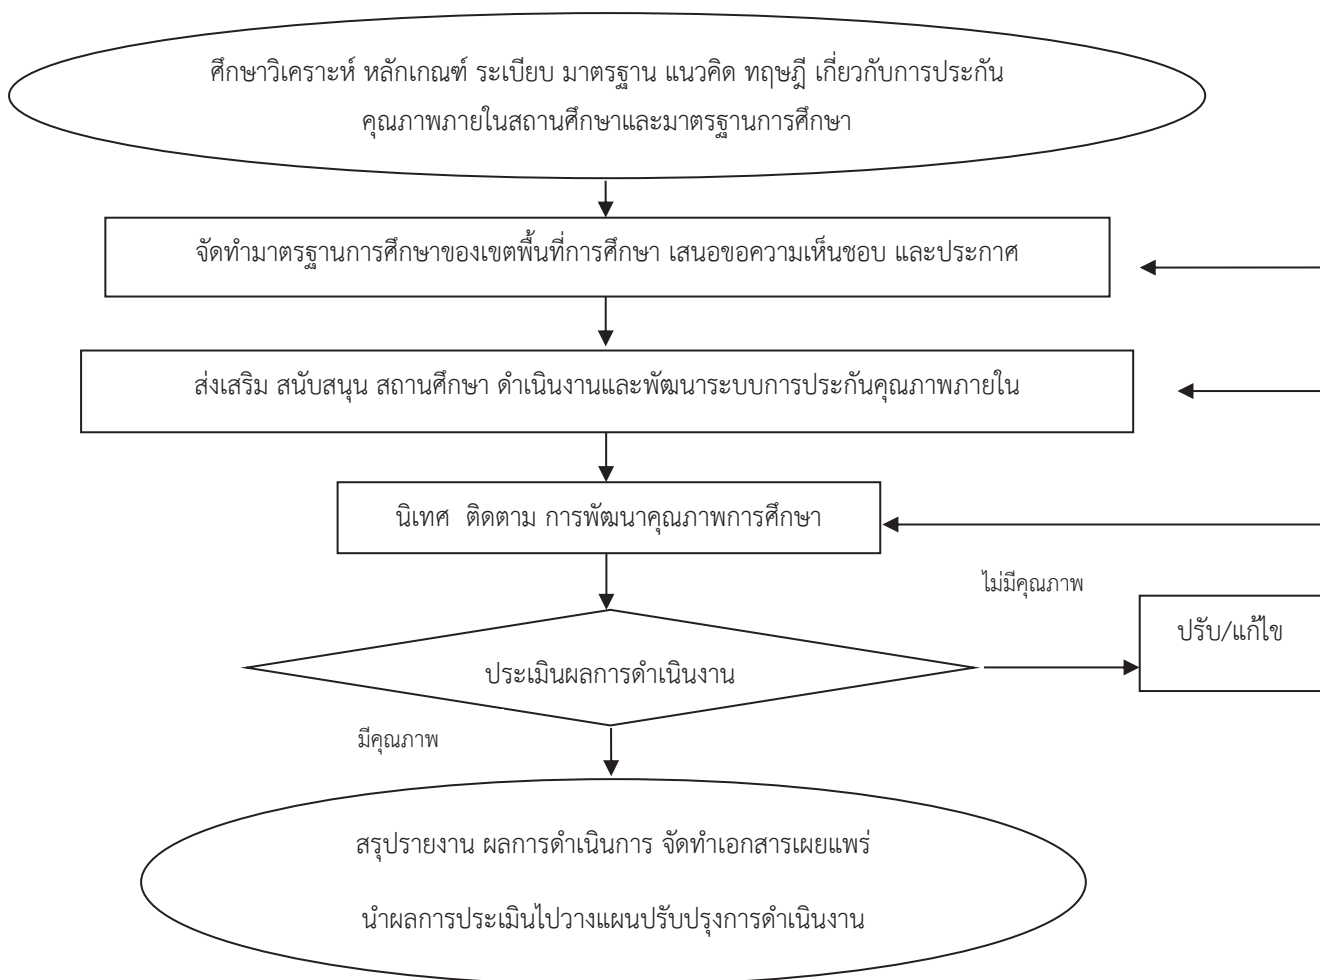 ศึกษาวิเคราะห์ หลักเกณฑ์ ระเบียบ มาตรฐาน แนวคิด ทฤษฎี เกี่ยวกับการประกัน
คุณภาพภายในสถานศึกษาและมาตรฐานการศึกษา
จัดทำมาตรฐานการศึกษาของเขตพื้นที่การศึกษา เสนอขอความเห็นชอบ และประกาศ
ส่งเสริม สนับสนุน สถานศึกษา ดำเนินงานและพัฒนาระบบการประกันคุณภาพภายใน
นิเทศ ติดตาม การพัฒนาคุณภาพการศึกษา
ไม่มีคุณภาพ
ปรับ/แก้ไข
ประเมินผลการดำเนินงาน
มีคุณภาพ
สรุปรายงาน ผลการดำเนินการ จัดทำเอกสารเผยแพร่
นำผลการประเมินไปวางแผนปรับปรุงการดำเนินงาน